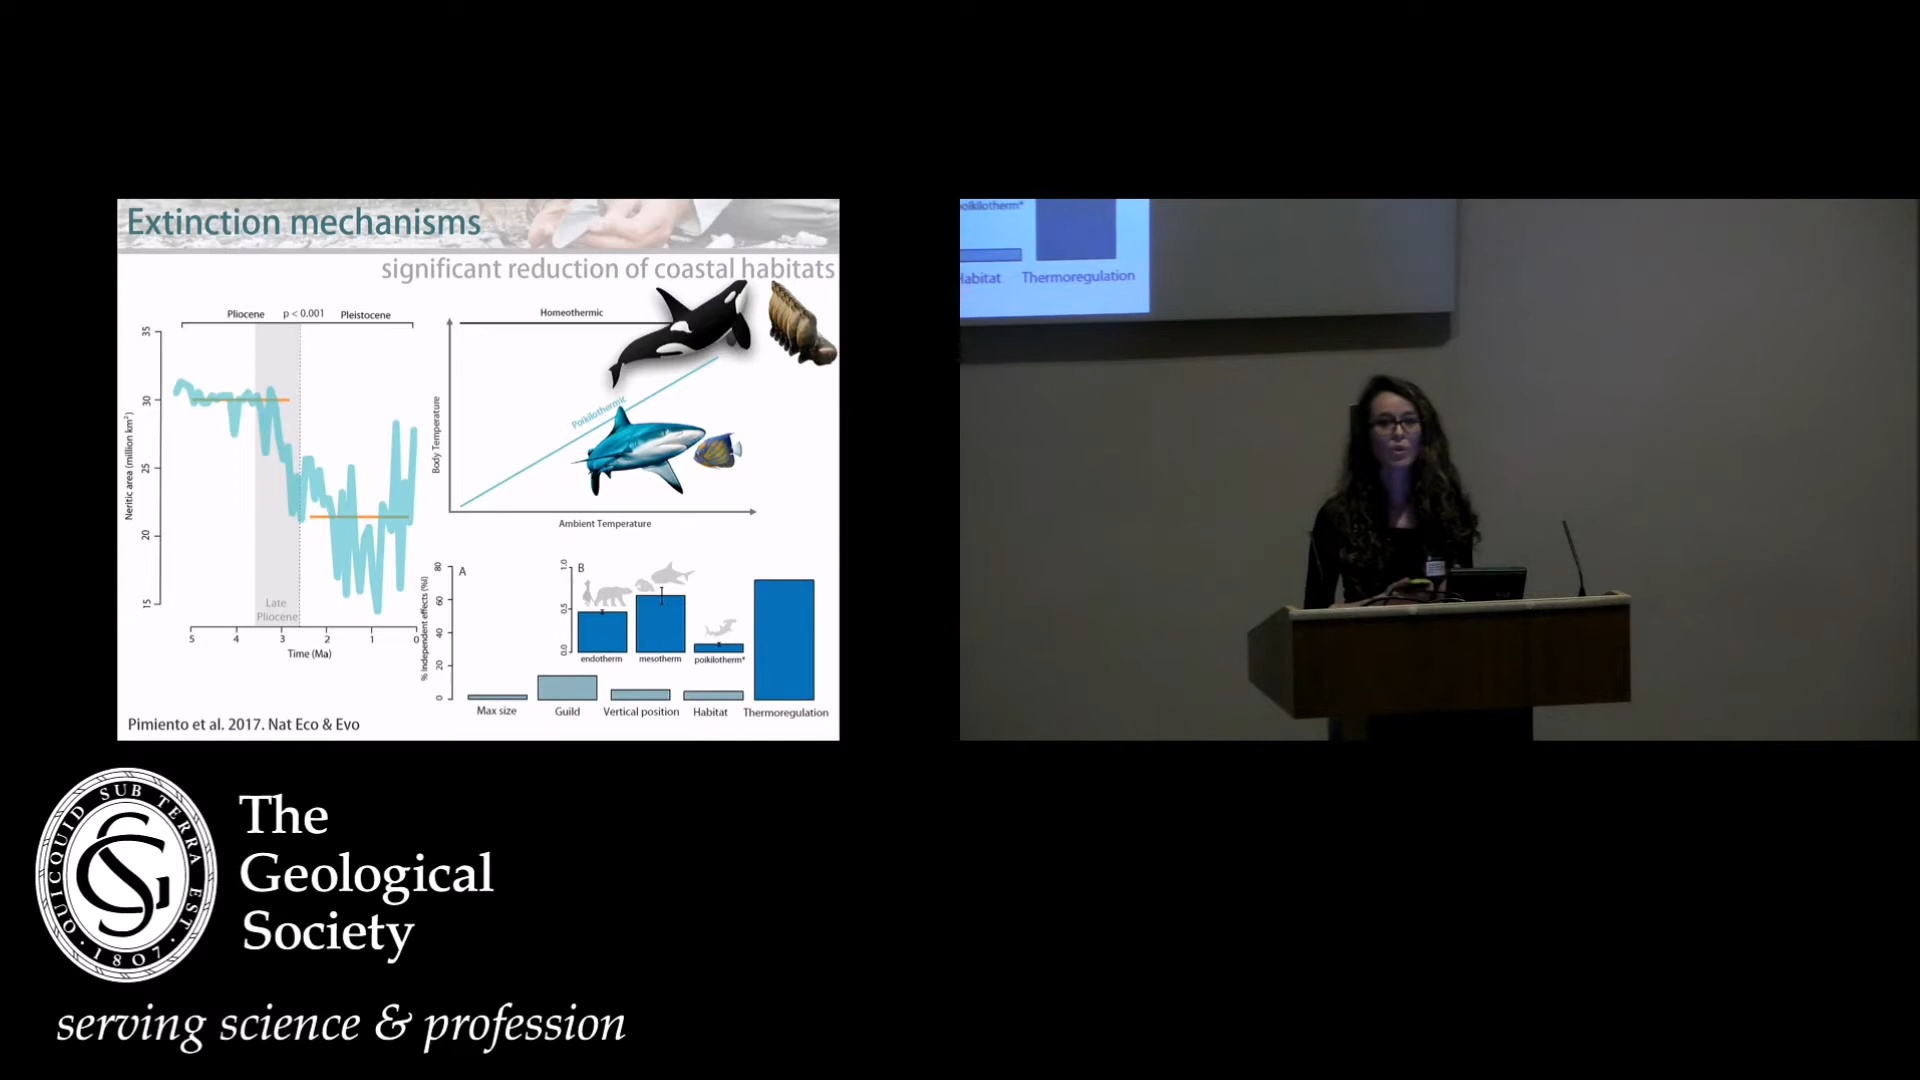 Extinction mechanisms
significant reduction of coastal habitats
Pliocene p < 0.001 Pleistocene
35
30
25
20
15
Neritic area (million km²)
Late
Pliocene
5 4 3 2 1 0
Time (Ma)
Homeothermic
Poikilothermic
Body Temperature
Ambient Temperature
A
80
60
40
20
0
% Independent effects (%I)
B
1.0
0.5
0.0
endotherm mesotherm poikilotherm*
Max size Guild Vertical position Habitat Thermoregulation
Pimiento et al. 2017. Nat Eco & Evo
poikilotherm*
Habitat Thermoregulation
QUICQUID SUB TERRA EST
1807
GS
The
Geological
Society
serving science & profession